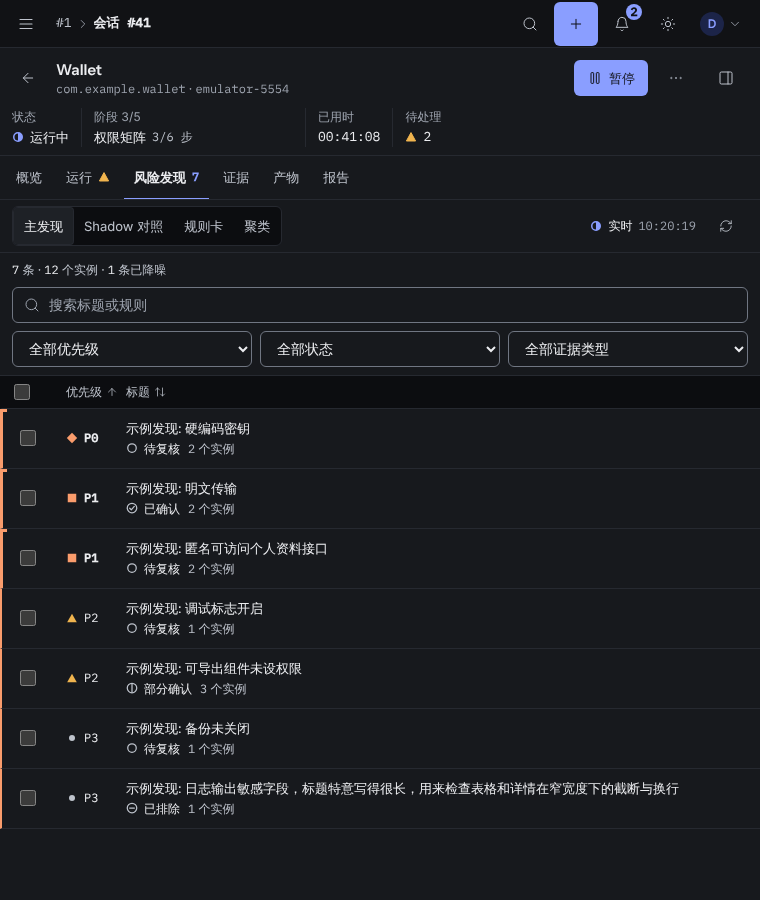 #1 会话 #41
2
D
Wallet
com.example.wallet·emulator-5554
暂停
状态 阶段 3/5 已用时 待处理
运行中 权限矩阵 3/6 步 00:41:08 2
概览 运行 风险发现 7 证据 产物 报告
主发现 Shadow 对照 规则卡 聚类 实时 10:20:19
7 条 · 12 个实例 · 1 条已降噪
搜索标题或规则
全部优先级 全部状态 全部证据类型
优先级 标题
P0 示例发现: 硬编码密钥
待复核 2 个实例
P1 示例发现: 明文传输
已确认 2 个实例
P1 示例发现: 匿名可访问个人资料接口
待复核 2 个实例
P2 示例发现: 调试标志开启
待复核 1 个实例
P2 示例发现: 可导出组件未设权限
部分确认 3 个实例
P3 示例发现: 备份未关闭
待复核 1 个实例
P3 示例发现: 日志输出敏感字段，标题特意写得很长，用来检查表格和详情在窄宽度下的截断与换行
已排除 1 个实例